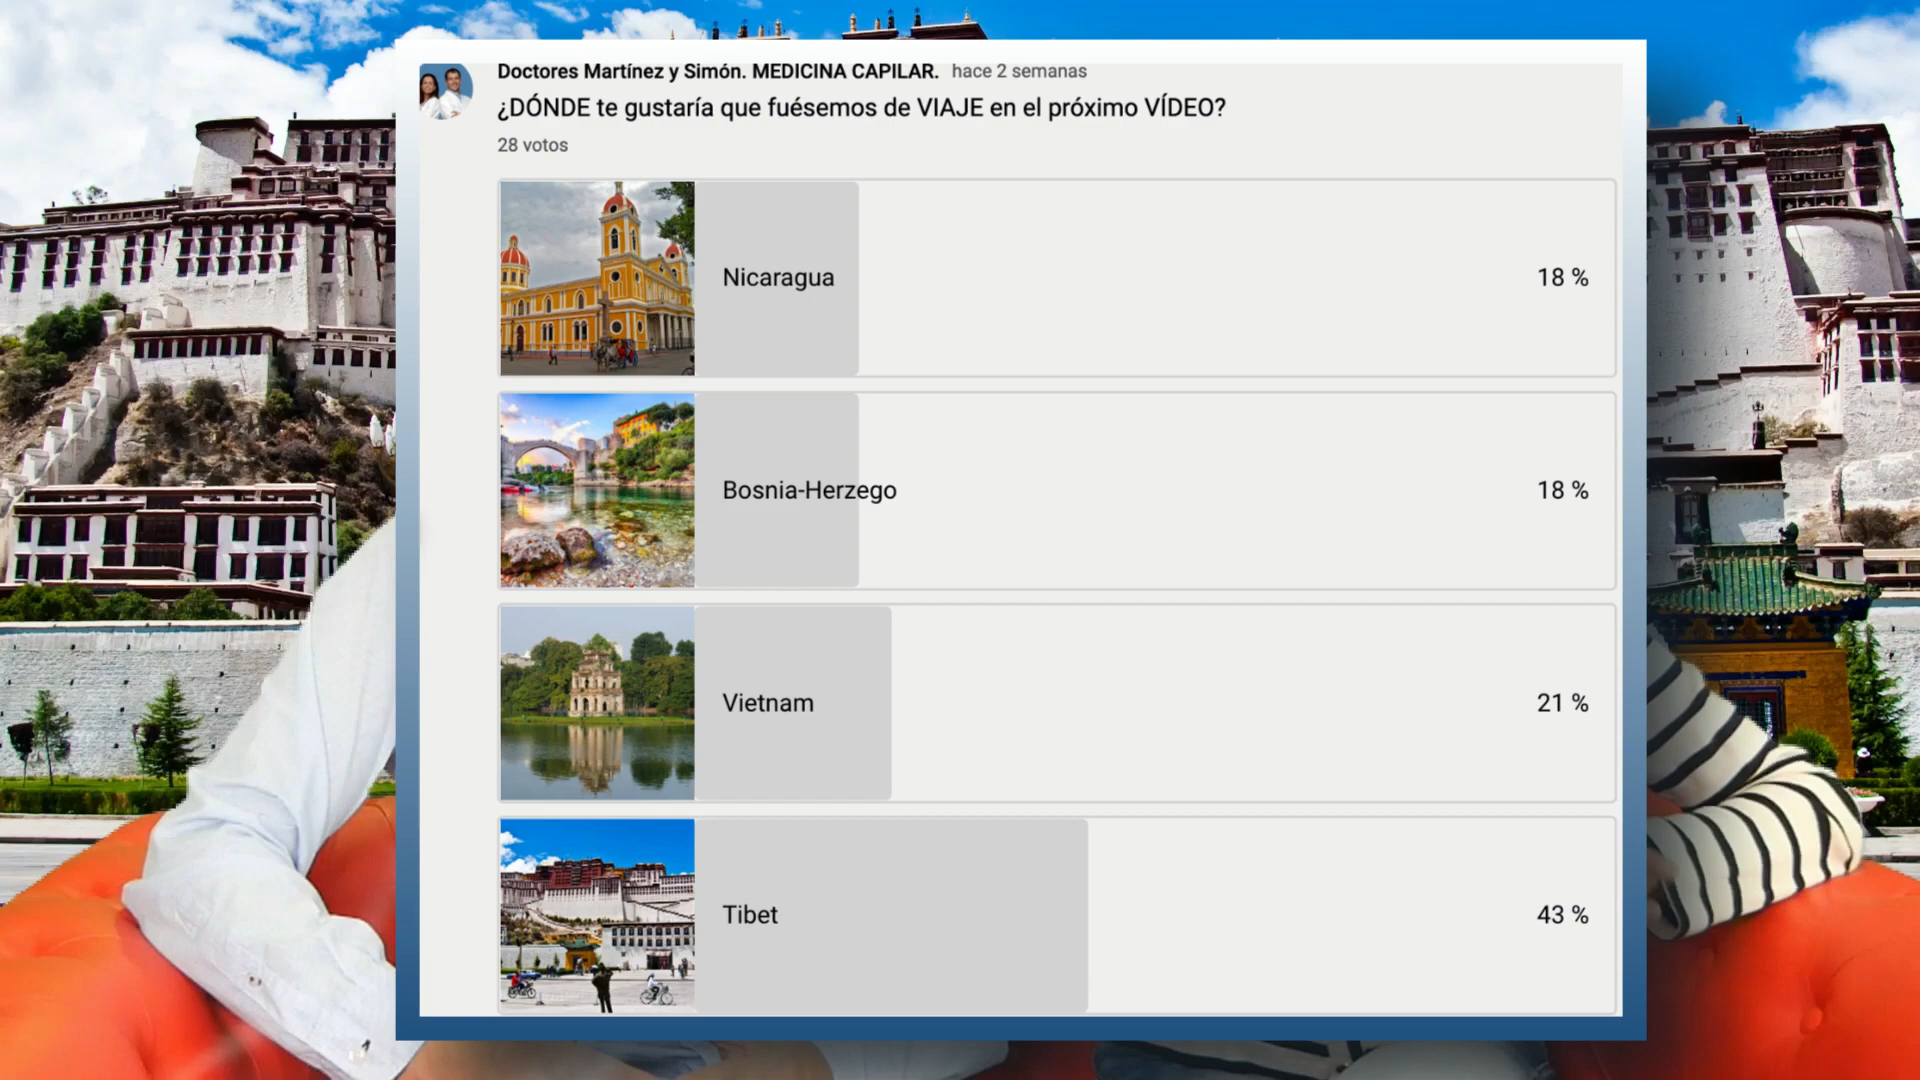 Doctores Martínez y Simón. MEDICINA CAPILAR. hace 2 semanas
¿DÓNDE te gustaría que fuésemos de VIAJE en el próximo VÍDEO?
28 votos
Nicaragua 18 %
Bosnia-Herzego 18 %
Vietnam 21 %
Tibet 43 %